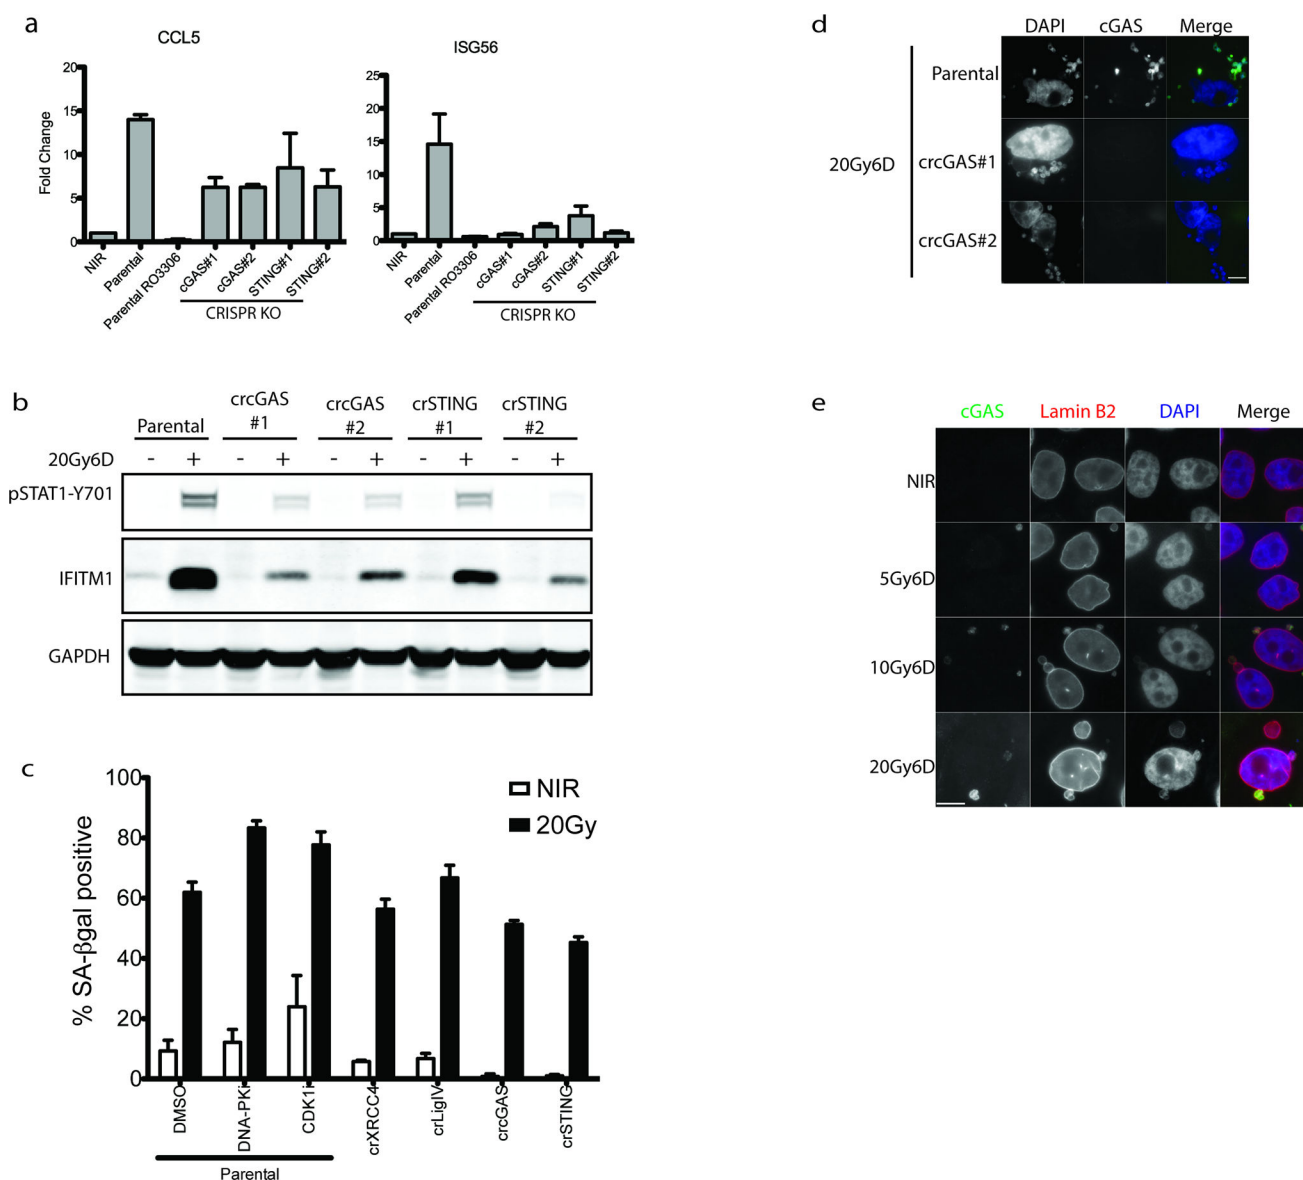 a
CCL5
Fold Change
20
15
10
5
0
NIR
Parental
Parental RO3306
cGAS#1
cGAS#2
STING#1
STING#2
CRISPR KO
ISG56
25
20
15
10
5
0
NIR
Parental
Parental RO3306
cGAS#1
cGAS#2
STING#1
STING#2
CRISPR KO
b
Parental
crcGAS
#1
crcGAS
#2
crSTING
#1
crSTING
#2
20Gy6D
- + - + - + - + - +
pSTAT1-Y701
IFITM1
GAPDH
c
% SA-βgal positive
100
80
60
40
20
0
NIR
20Gy
DMSO
DNA-PKi
CDK1i
crXRCC4
crLigIV
crcGAS
crSTING
Parental
d
DAPI cGAS Merge
20Gy6D
Parental
crcGAS#1
crcGAS#2
e
cGAS Lamin B2 DAPI Merge
NIR
5Gy6D
10Gy6D
20Gy6D